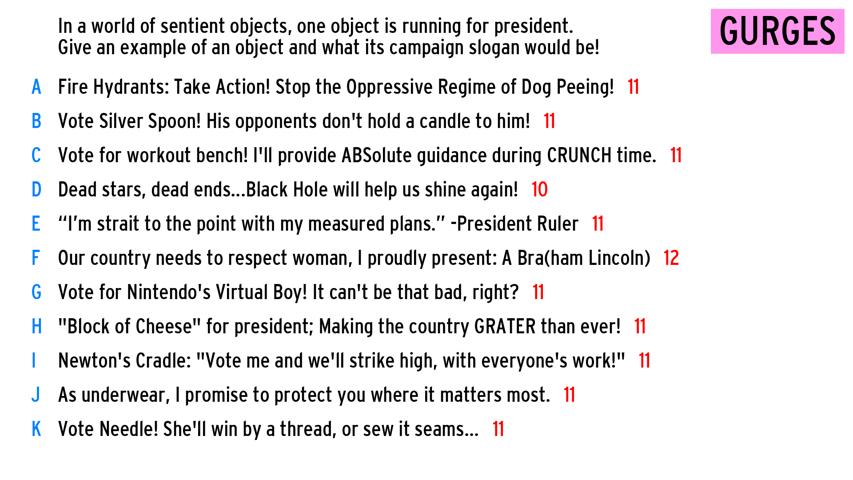 In a world of sentient objects, one object is running for president.
Give an example of an object and what its campaign slogan would be!
GURGES
A Fire Hydrants: Take Action! Stop the Oppressive Regime of Dog Peeing! 11
B Vote Silver Spoon! His opponents don't hold a candle to him! 11
C Vote for workout bench! I'll provide ABSolute guidance during CRUNCH time. 11
D Dead stars, dead ends...Black Hole will help us shine again! 10
E “I’m strait to the point with my measured plans.” -President Ruler 11
F Our country needs to respect woman, I proudly present: A Bra(ham Lincoln) 12
G Vote for Nintendo's Virtual Boy! It can't be that bad, right? 11
H "Block of Cheese" for president; Making the country GRATER than ever! 11
I Newton's Cradle: "Vote me and we'll strike high, with everyone's work!" 11
J As underwear, I promise to protect you where it matters most. 11
K Vote Needle! She'll win by a thread, or sew it seams... 11